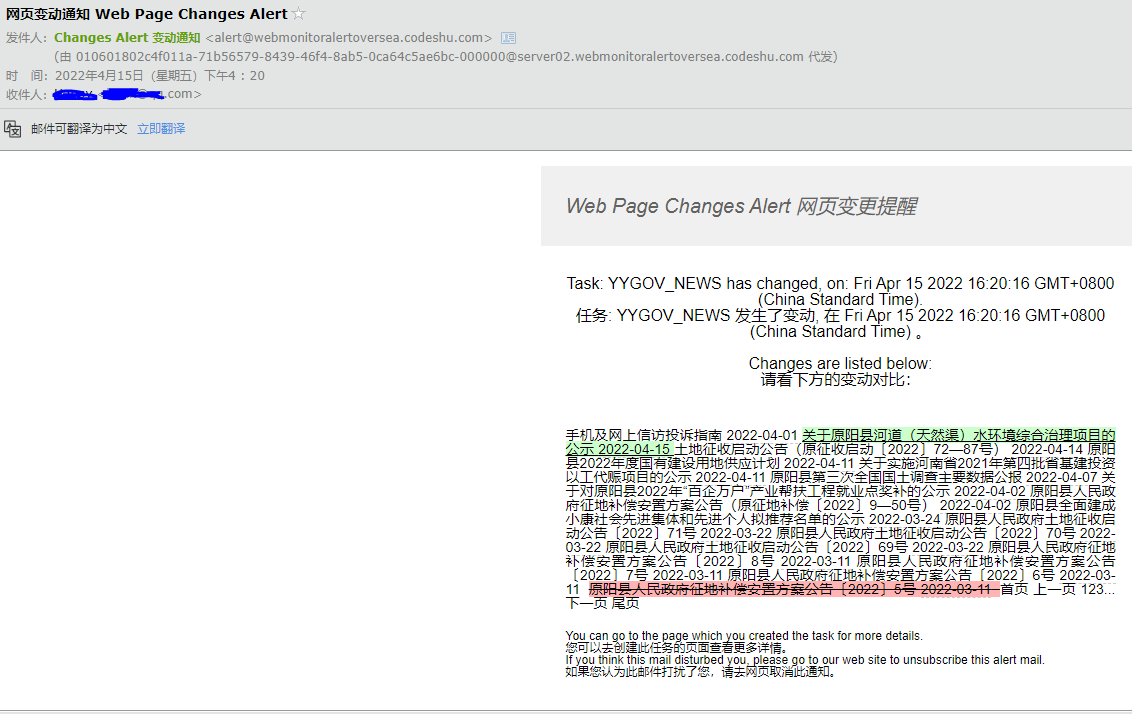 网页变动通知 Web Page Changes Alert
发件人: Changes Alert 变动通知 <alert@webmonitoralertoversea.codeshu.com>
(由 010601802c4f011a-71b56579-8439-46f4-8ab5-0ca64c5ae6bc-000000@server02.webmonitoralertoversea.codeshu.com 代发)
时 间: 2022年4月15日 (星期五) 下午4 : 20
收件人: .com>
邮件可翻译为中文 立即翻译
Web Page Changes Alert 网页变更提醒
Task: YYGOV_NEWS has changed, on: Fri Apr 15 2022 16:20:16 GMT+0800
(China Standard Time).
任务: YYGOV_NEWS 发生了变动, 在 Fri Apr 15 2022 16:20:16 GMT+0800
(China Standard Time) 。
Changes are listed below:
请看下方的变动对比:
手机及网上信访投诉指南 2022-04-01 关于原阳县河道（天然渠）水环境综合治理项目的
公示 2022-04-15 土地征收启动公告（原征收启动〔2022〕72—87号） 2022-04-14 原阳
县2022年度国有建设用地供应计划 2022-04-11 关于实施河南省2021年第四批省基建投资
以工代赈项目的公示 2022-04-11 原阳县第三次全国国土调查主要数据公报 2022-04-07 关
于对原阳县2022年“百企万户”产业帮扶工程就业点奖补的公示 2022-04-02 原阳县人民政
府征地补偿安置方案公告（原征地补偿〔2022〕9—50号） 2022-04-02 原阳县全面建成
小康社会先进集体和先进个人拟推荐名单的公示 2022-03-24 原阳县人民政府土地征收启
动公告〔2022〕71号 2022-03-22 原阳县人民政府土地征收启动公告〔2022〕70号 2022-
03-22 原阳县人民政府土地征收启动公告〔2022〕69号 2022-03-22 原阳县人民政府征地
补偿安置方案公告〔2022〕8号 2022-03-11 原阳县人民政府征地补偿安置方案公告
〔2022〕7号 2022-03-11 原阳县人民政府征地补偿安置方案公告〔2022〕6号 2022-03-
11 原阳县人民政府征地补偿安置方案公告〔2022〕5号 2022-03-11 首页 上一页 123...
下一页 尾页
You can go to the page which you created the task for more details.
您可以去创建此任务的页面查看更多详情。
If you think this mail disturbed you, please go to our web site to unsubscribe this alert mail.
如果您认为此邮件打扰了您，请去网页取消此通知。